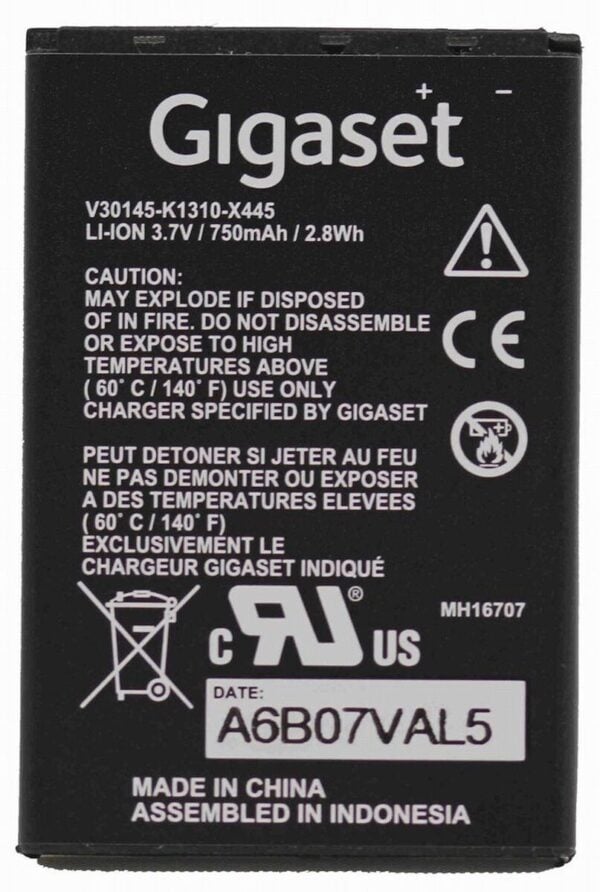 + −
Gigaset
V30145-K1310-X445
LI-ION 3.7V / 750mAh / 2.8Wh
CAUTION:
MAY EXPLODE IF DISPOSED
OF IN FIRE. DO NOT DISASSEMBLE
OR EXPOSE TO HIGH
TEMPERATURES ABOVE
( 60° C / 140° F) USE ONLY
CHARGER SPECIFIED BY GIGASET
CE
PEUT DETONER SI JETER AU FEU
NE PAS DEMONTER OU EXPOSER
A DES TEMPERATURES ELEVEES
( 60° C / 140° F)
EXCLUSIVEMENT LE
CHARGEUR GIGASET INDIQUÉ
C RU® US
MH16707
DATE:
A6B07VAL5
MADE IN CHINA
ASSEMBLED IN INDONESIA